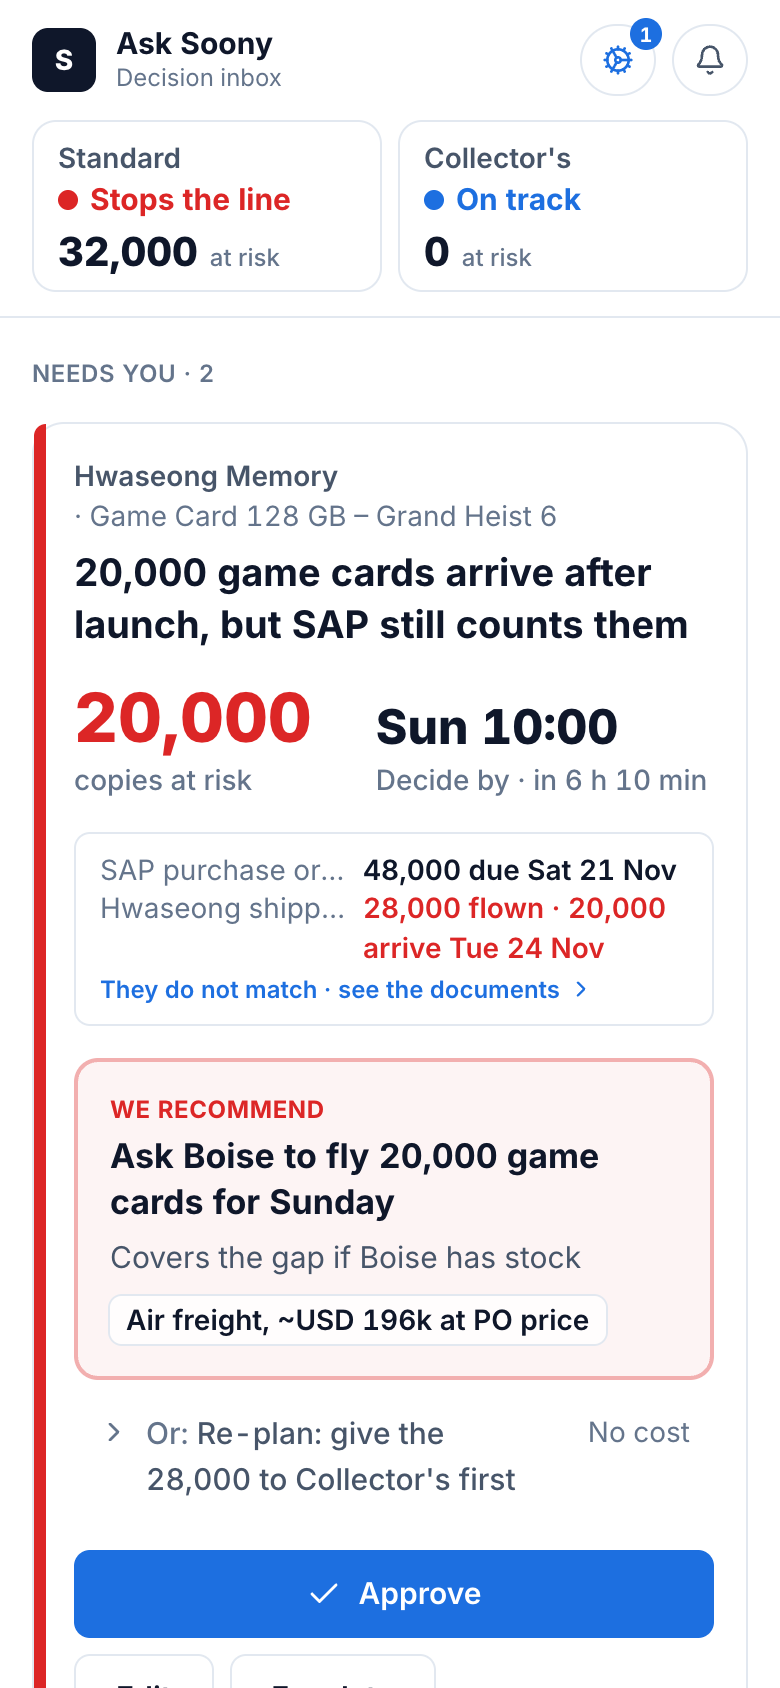 S
Ask Soony
Decision inbox
1
Standard
Stops the line
32,000 at risk
Collector's
On track
0 at risk
NEEDS YOU · 2
Hwaseong Memory
· Game Card 128 GB – Grand Heist 6
20,000 game cards arrive after
launch, but SAP still counts them
20,000
copies at risk
Sun 10:00
Decide by · in 6 h 10 min
SAP purchase or... 48,000 due Sat 21 Nov
Hwaseong shipp... 28,000 flown · 20,000
arrive Tue 24 Nov
They do not match · see the documents
WE RECOMMEND
Ask Boise to fly 20,000 game
cards for Sunday
Covers the gap if Boise has stock
Air freight, ~USD 196k at PO price
Or: Re-plan: give the
28,000 to Collector's first
No cost
Approve